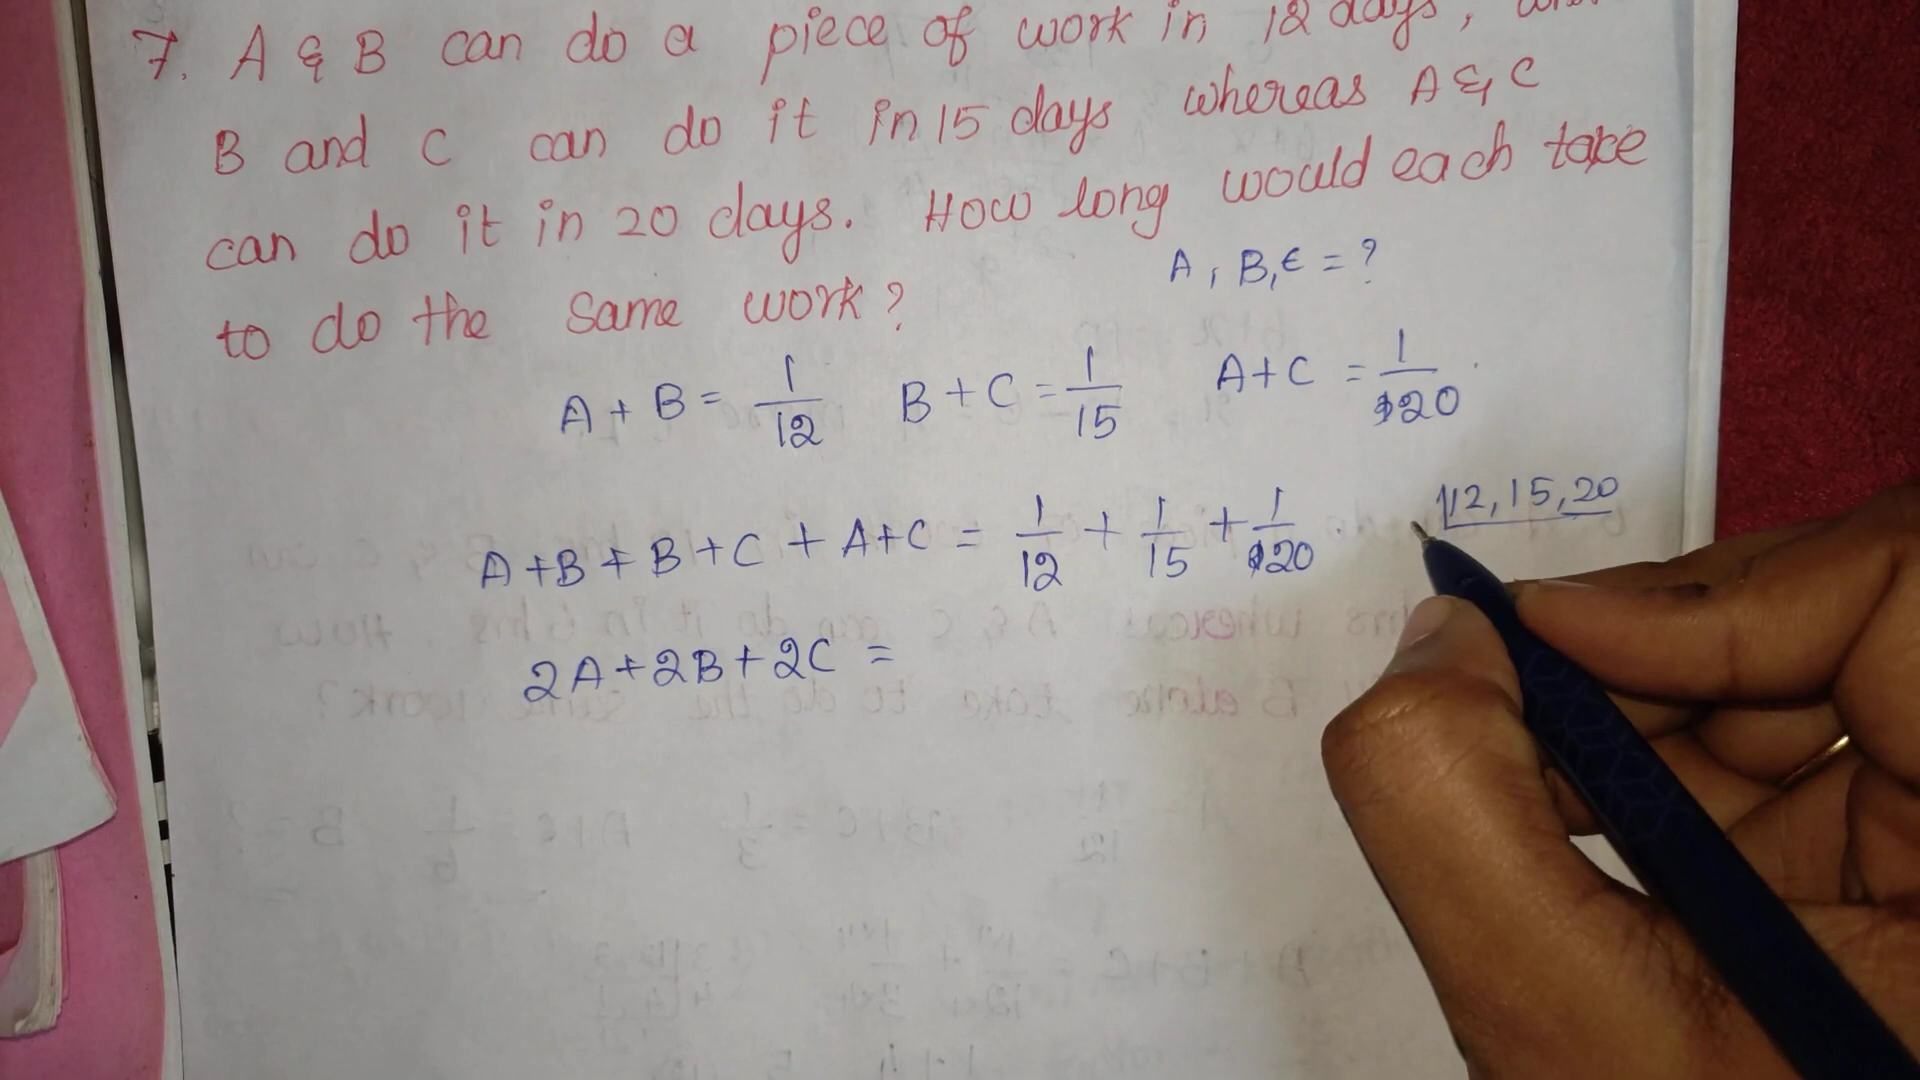 7. A & B can do a piece of work in 12 days,
B and C can do it in 15 days whereas A & C
can do it in 20 days. How long would each take
to do the same work?
A, B, C = ?
A + B = 1/12 B + C = 1/15 A + C = 1/20
A + B + B + C + A + C = 1/12 + 1/15 + 1/20
12, 15, 20
2A + 2B + 2C =